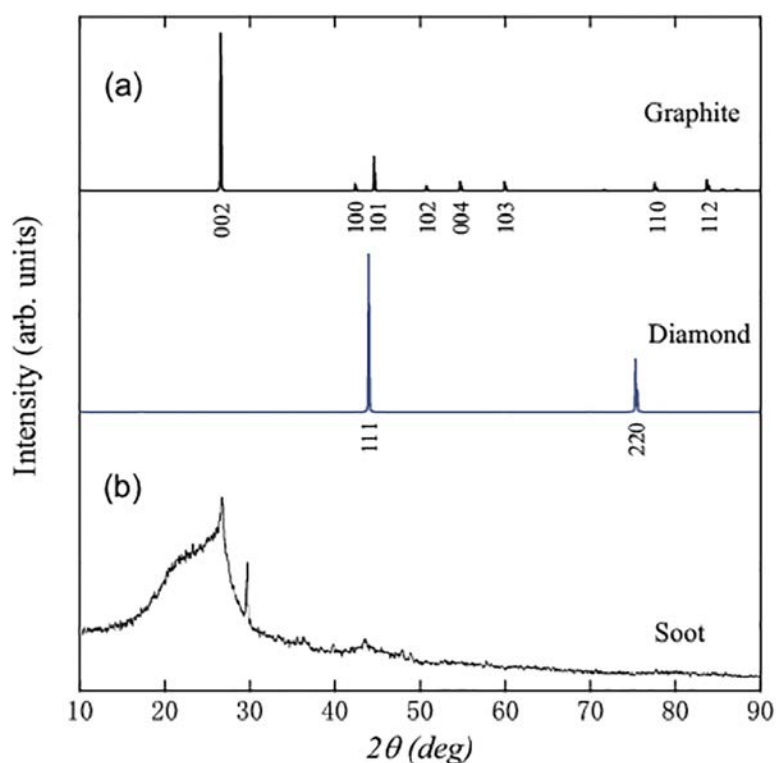 (a)
Graphite
002
100
101
102
004
103
110
112
Diamond
111
220
(b)
Soot
Intensity (arb. units)
10 20 30 40 50 60 70 80 90
2θ (deg)